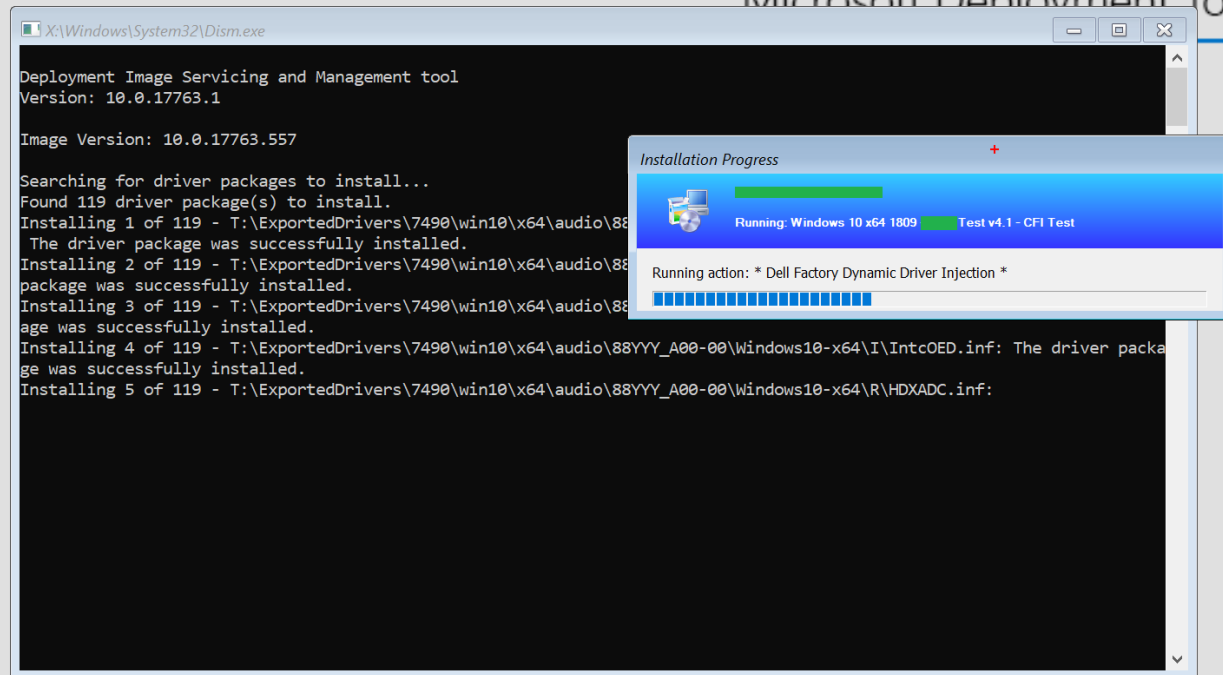 Microsoft Deployment To
X:\Windows\System32\Dism.exe
Deployment Image Servicing and Management tool
Version: 10.0.17763.1
Image Version: 10.0.17763.557
Searching for driver packages to install...
Found 119 driver package(s) to install.
Installing 1 of 119 - T:\ExportedDrivers\7490\win10\x64\audio\88
The driver package was successfully installed.
Installing 2 of 119 - T:\ExportedDrivers\7490\win10\x64\audio\88
package was successfully installed.
Installing 3 of 119 - T:\ExportedDrivers\7490\win10\x64\audio\88
age was successfully installed.
Installing 4 of 119 - T:\ExportedDrivers\7490\win10\x64\audio\88YYY_A00-00\Windows10-x64\I\IntcOED.inf: The driver packa
ge was successfully installed.
Installing 5 of 119 - T:\ExportedDrivers\7490\win10\x64\audio\88YYY_A00-00\Windows10-x64\R\HDXADC.inf:
Installation Progress
Running: Windows 10 x64 1809 Test v4.1 - CFI Test
Running action: * Dell Factory Dynamic Driver Injection *